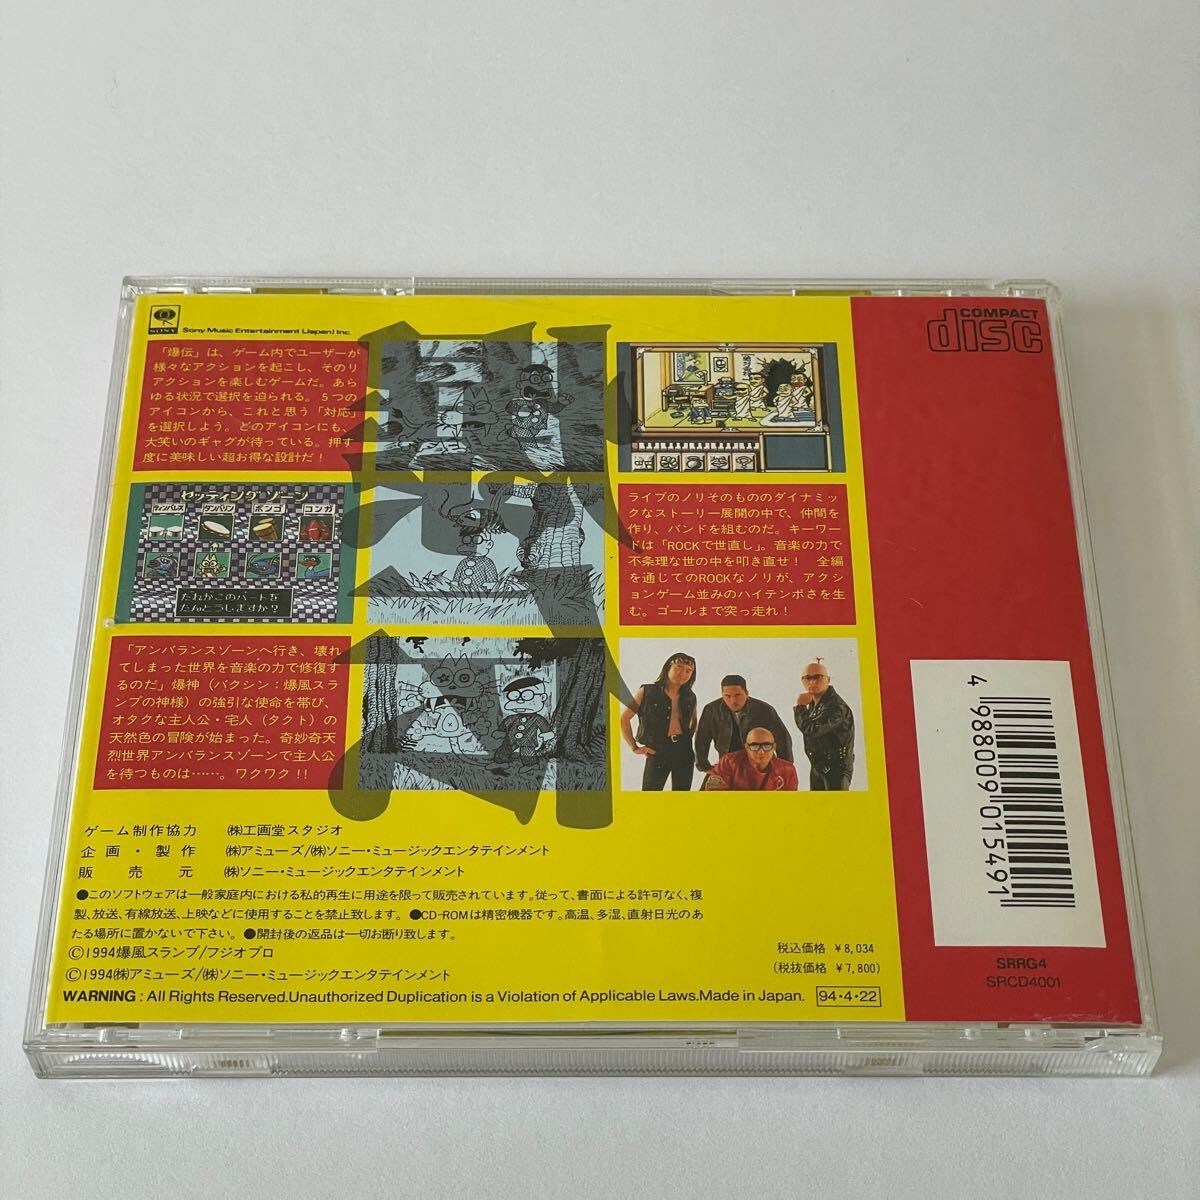 SONY
Sony Music Entertainment (Japan) Inc
COMPACT
disc
「爆伝」は、ゲーム内でユーザーが
様々なアクションを起こし、そのリ
アクションを楽しむゲームだ。あら
ゆる状況で選択を迫られる。5つの
アイコンから、これと思う「対応」
を選択しよう。どのアイコンにも、
大笑いのギャグが待っている。押す
度に美味しい超お得な設計だ！
セッティング ゾーン
ティンバレス タンバリン ボンゴ コンガ
だれがこのパートを
たんとうしますか？
ライブのノリそのもののダイナミッ
クなストーリー展開の中で、仲間を
作り、バンドを組むのだ。キーワー
ドは「ROCKで世直し」。音楽の力で
不条理な世の中を叩き直せ！　全編
を通じてのROCKなノリが、アクシ
ョンゲーム並みのハイテンポさを生
む。ゴールまで突っ走れ！
「アンバランスゾーンへ行き、壊れ
てしまった世界を音楽の力で修復す
るのだ」爆神（バクシン：爆風スラ
ンプの神様）の強引な使命を帯び、
オタクな主人公・宅人（タクト）の
天然色の冒険が始まった。奇妙奇天
烈世界アンバランスゾーンで主人公
を待つものは……。ワクワク!!
ゲーム制作協力　㈱工画堂スタジオ
企画・製作　㈱アミューズ/㈱ソニー・ミュージックエンタテインメント
販売元　㈱ソニー・ミュージックエンタテインメント
●このソフトウェアは一般家庭内における私的再生に用途を限って販売されています。従って、書面による許可なく、複
製、放送、有線放送、上映などに使用することを禁止致します。●CD-ROMは精密機器です。高温、多湿、直射日光のあ
たる場所に置かないで下さい。●開封後の返品は一切お断り致します。
©1994爆風スランプ/フジオプロ
©1994㈱アミューズ/㈱ソニー・ミュージックエンタテインメント
税込価格 ￥8,034
（税抜価格 ￥7,800）
WARNING : All Rights Reserved.Unauthorized Duplication is a Violation of Applicable Laws.Made in Japan.
94・4・22
4 988009 015491
SRRG4
SRCD4001